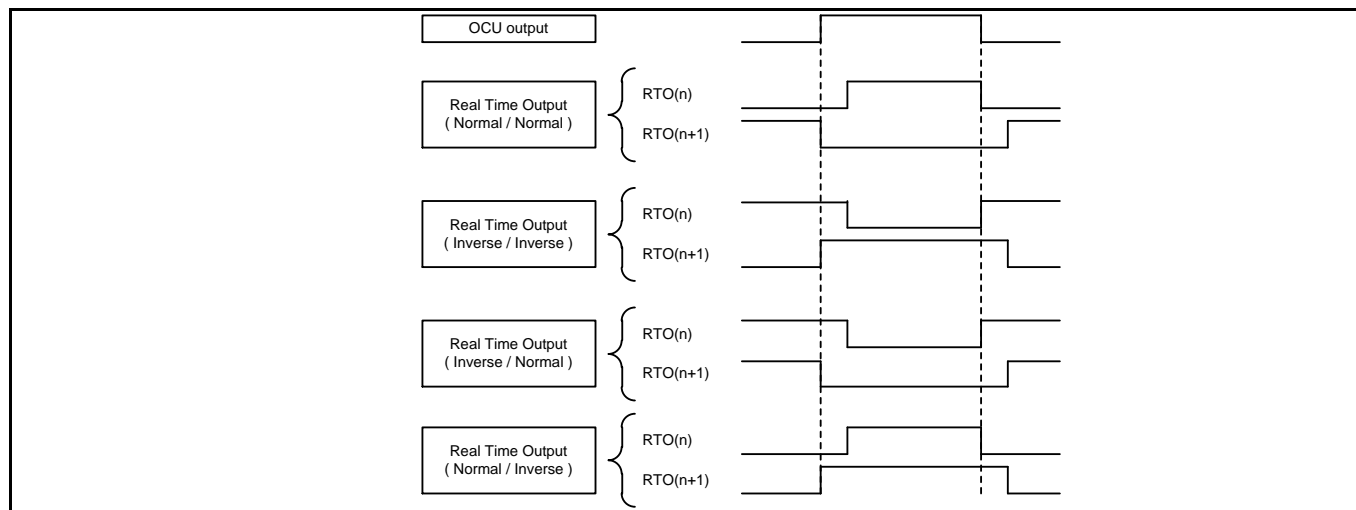 OCU output
Real Time Output
( Normal / Normal )
RTO(n)
RTO(n+1)
Real Time Output
( Inverse / Inverse )
RTO(n)
RTO(n+1)
Real Time Output
( Inverse / Normal )
RTO(n)
RTO(n+1)
Real Time Output
( Normal / Inverse )
RTO(n)
RTO(n+1)